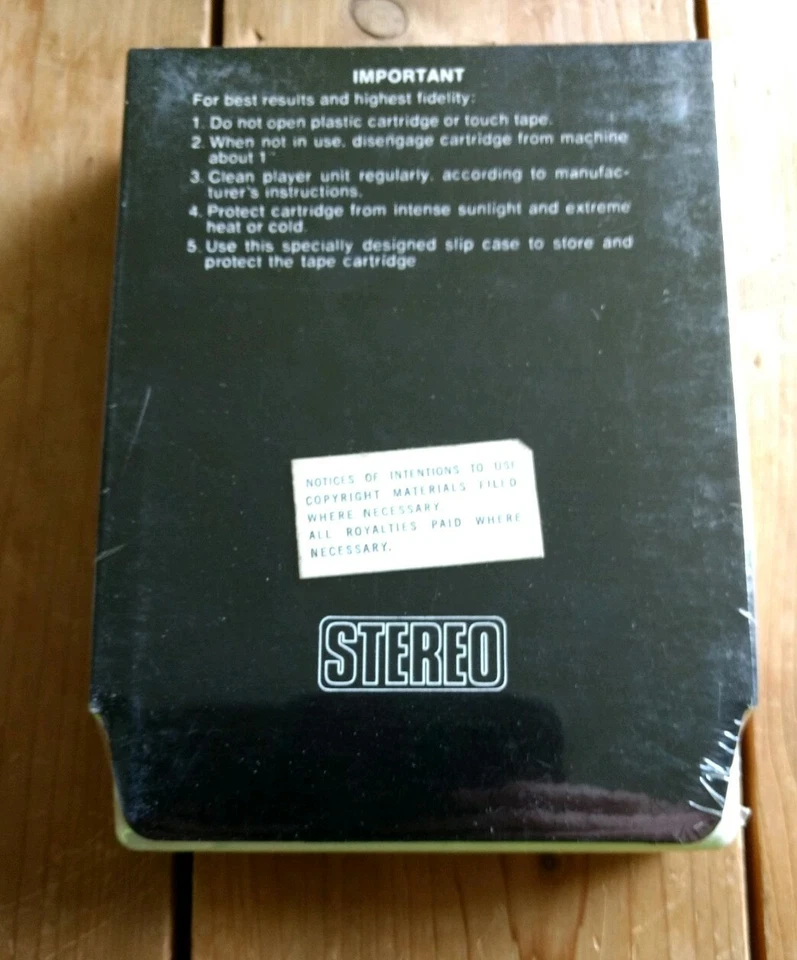 IMPORTANT
For best results and highest fidelity:
1. Do not open plastic cartridge or touch tape.
2. When not in use, disengage cartridge from machine
about 1"
3. Clean player unit regularly, according to manufac-
turer's instructions.
4. Protect cartridge from intense sunlight and extreme
heat or cold.
5. Use this specially designed slip case to store and
protect the tape cartridge
NOTICES OF INTENTIONS TO USE
COPYRIGHT MATERIALS FILED
WHERE NECESSARY.
ALL ROYALTIES PAID WHERE
NECESSARY.
STEREO